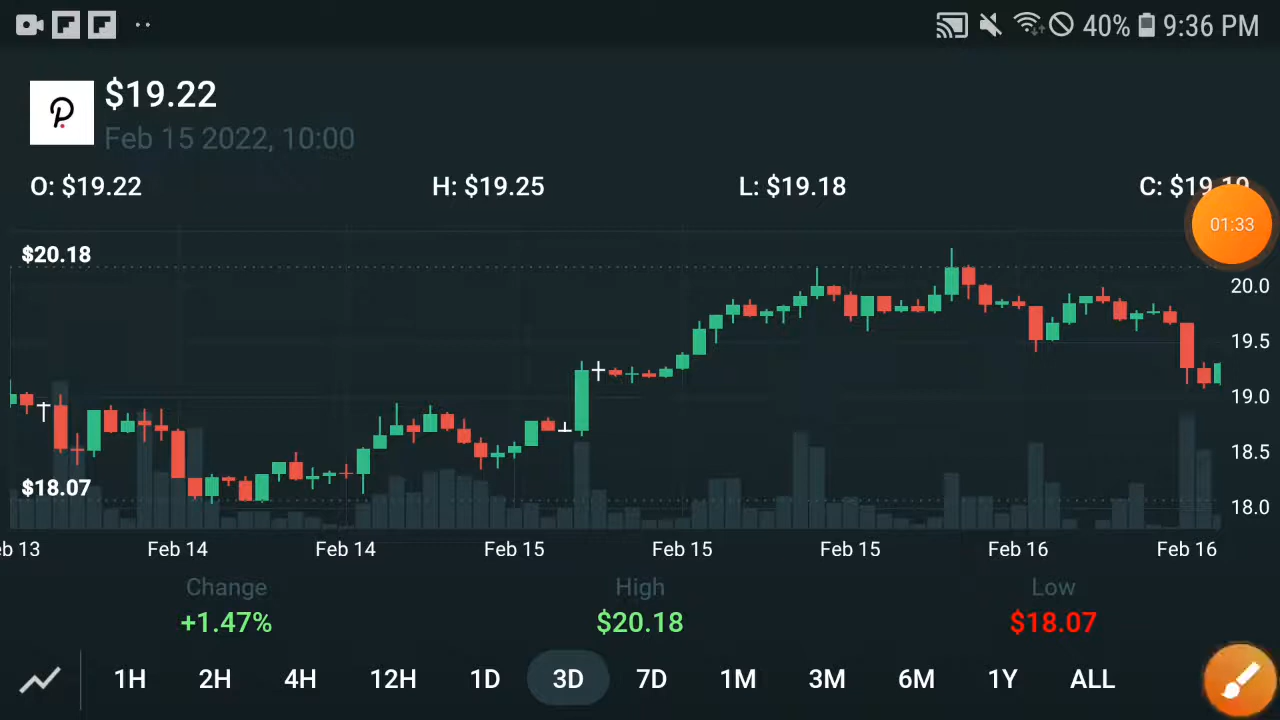 40% 9:36 PM
$19.22
Feb 15 2022, 10:00
O: $19.22 H: $19.25 L: $19.18 C: $19.19
01:33
$20.18
20.0
19.5
19.0
18.5
$18.07
18.0
b 13 Feb 14 Feb 14 Feb 15 Feb 15 Feb 15 Feb 16 Feb 16
Change High Low
+1.47% $20.18 $18.07
1H 2H 4H 12H 1D 3D 7D 1M 3M 6M 1Y ALL